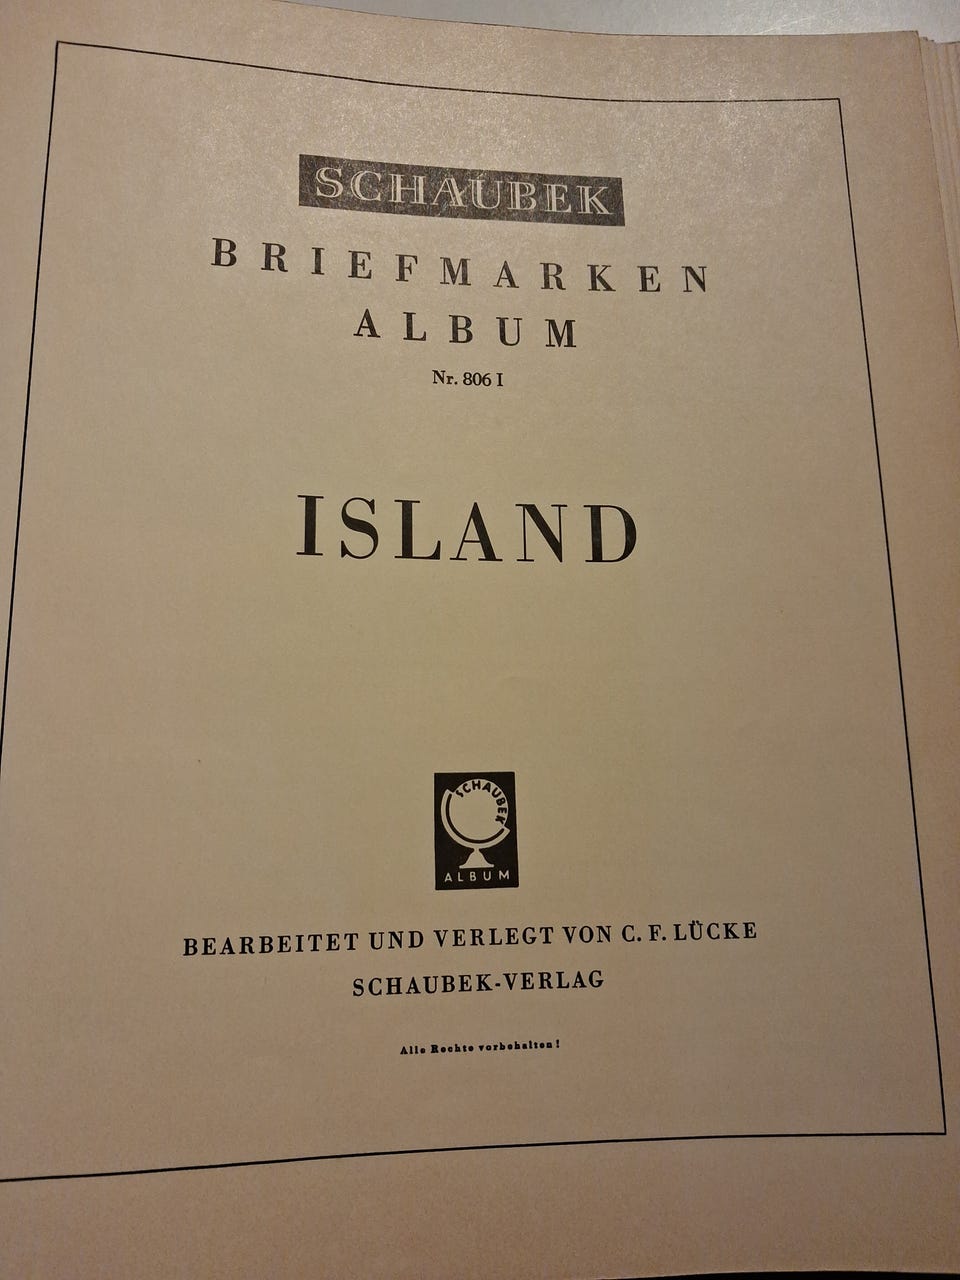 SCHAUBEK
BRIEFMARKEN
ALBUM
Nr. 806 I
ISLAND
SCHAUBEK
ALBUM
BEARBEITET UND VERLEGT VON C. F. LÜCKE
SCHAUBEK-VERLAG
Alle Rechte vorbehalten!